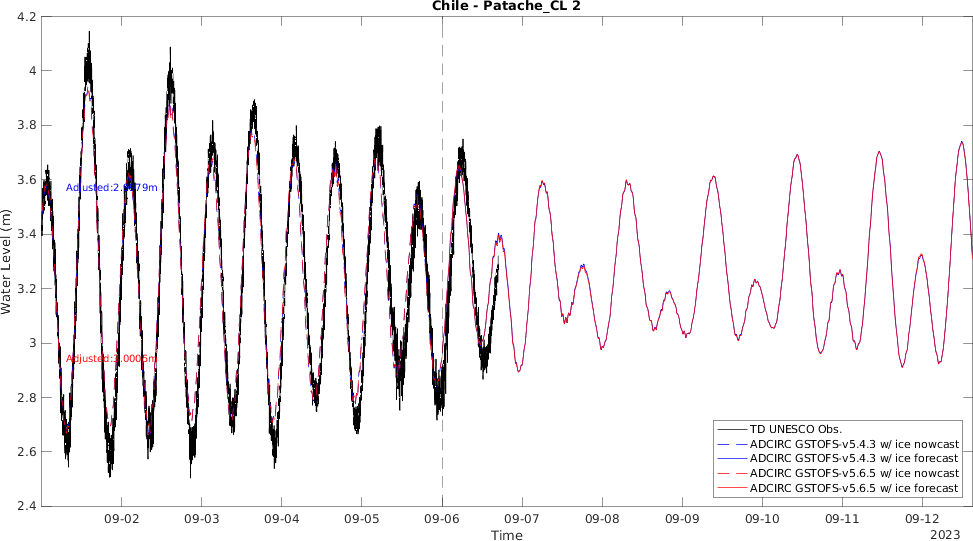 Chile - Patache_CL 2
4.2
4
3.8
3.6
3.4
3.2
3
2.8
2.6
2.4
Water Level (m)
Adjusted:3.0005m
09-02
09-03
09-04
09-05
09-06
09-07
09-08
09-09
09-10
09-11
09-12
2023
Time
TD UNESCO Obs.
ADCIRC GSTOFS-v5.4.3 w/ ice nowcast
ADCIRC GSTOFS-v5.4.3 w/ ice forecast
ADCIRC GSTOFS-v5.6.5 w/ ice nowcast
ADCIRC GSTOFS-v5.6.5 w/ ice forecast